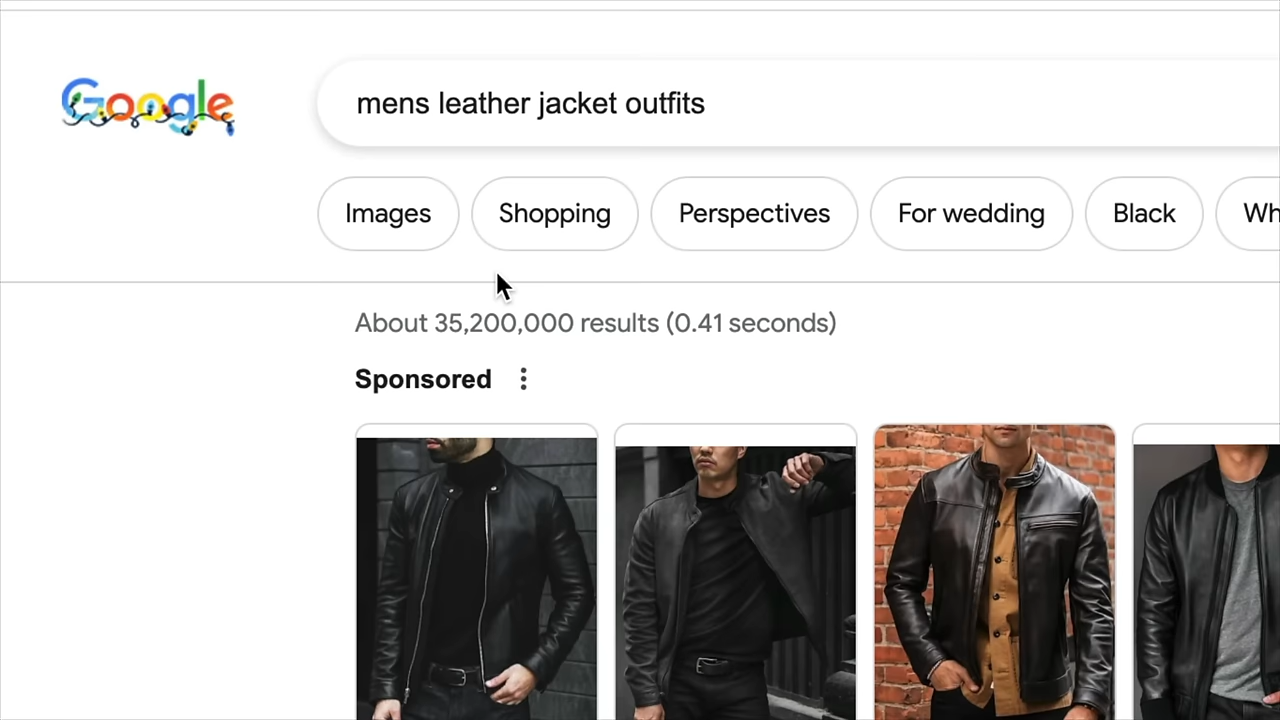 Google
mens leather jacket outfits
Images Shopping Perspectives For wedding Black Wh
About 35,200,000 results (0.41 seconds)
Sponsored